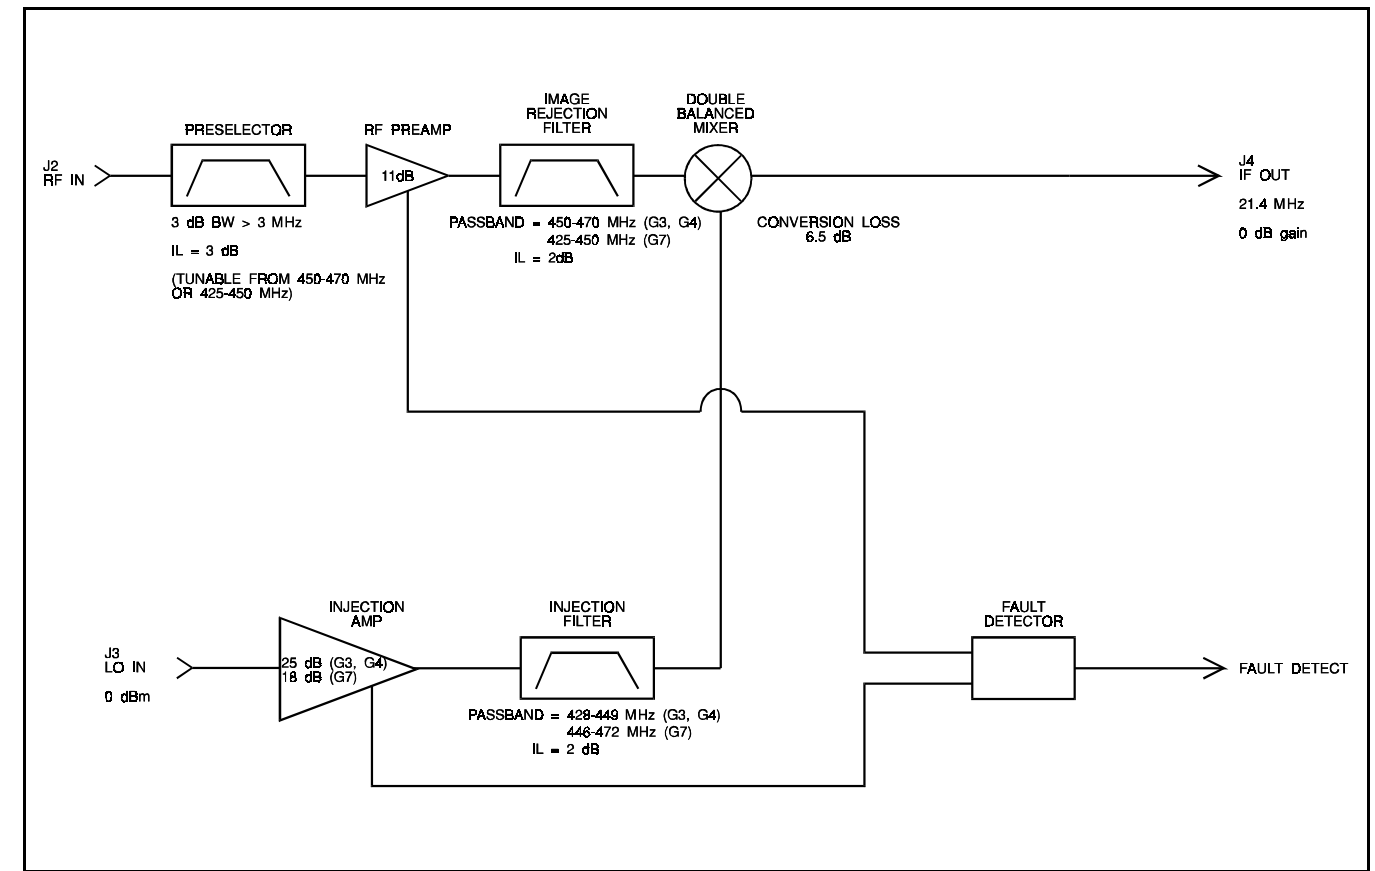 PRESELECTOR
RF PREAMP
IMAGE
REJECTION
FILTER
DOUBLE
BALANCED
MIXER
J2
RF IN
11dB
J4
IF OUT
21.4 MHz
0 dB gain
3 dB BW > 3 MHz
IL = 3 dB
(TUNABLE FROM 450-470 MHz
OR 425-450 MHz)
PASSBAND = 450-470 MHz (G3, G4)
425-450 MHz (G7)
IL = 2dB
CONVERSION LOSS
6.5 dB
INJECTION
AMP
INJECTION
FILTER
FAULT
DETECTOR
J3
LO IN
0 dBm
25 dB (G3, G4)
18 dB (G7)
FAULT DETECT
PASSBAND = 428-449 MHz (G3, G4)
446-472 MHz (G7)
IL = 2 dB